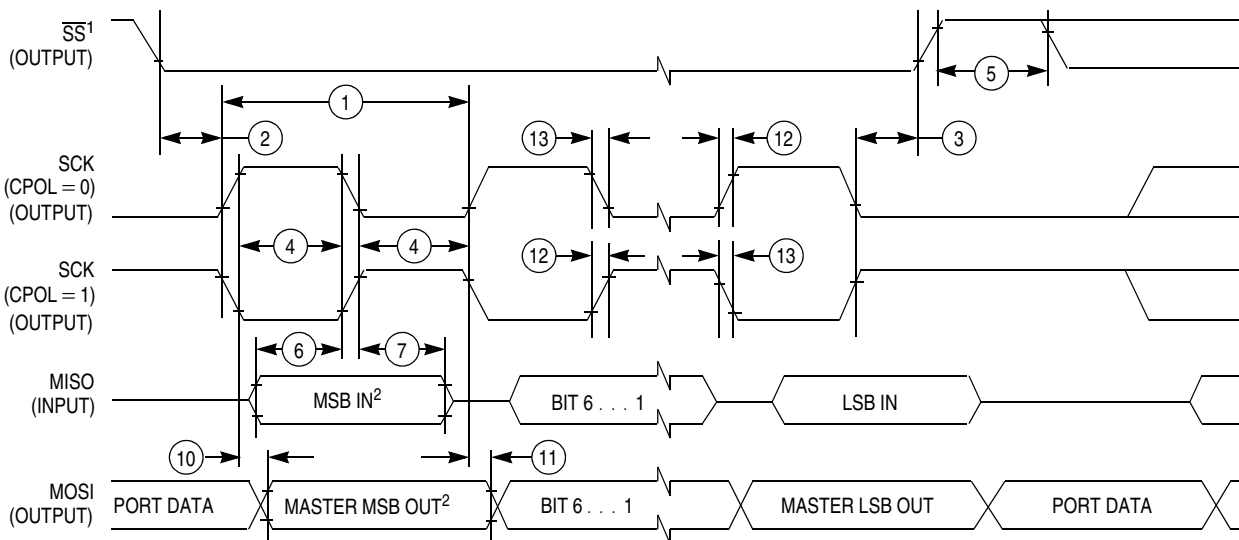 SS1
(OUTPUT)
5
1
2
13
12
3
SCK
(CPOL = 0)
(OUTPUT)
4
4
12
13
SCK
(CPOL = 1)
(OUTPUT)
6
7
MISO
(INPUT)
MSB IN2
BIT 6 . . . 1
LSB IN
10
11
MOSI
(OUTPUT)
PORT DATA
MASTER MSB OUT2
BIT 6 . . . 1
MASTER LSB OUT
PORT DATA